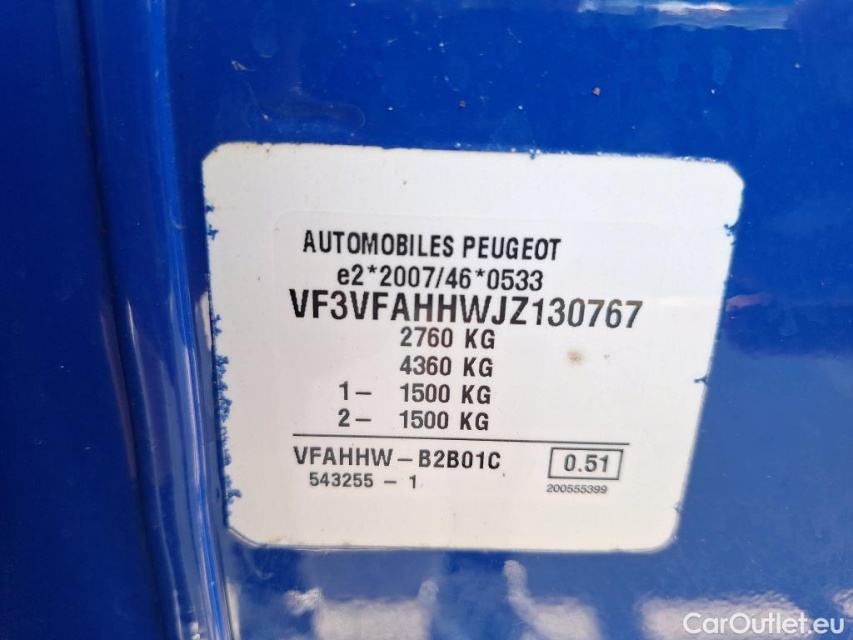 AUTOMOBILES PEUGEOT
e2*2007/46*0533
VF3VFAHHWJZ130767
2760 KG
4360 KG
1- 1500 KG
2- 1500 KG
VFAHHW-B2B01C 0.51
543255-1 200555399
CarOutlet.eu